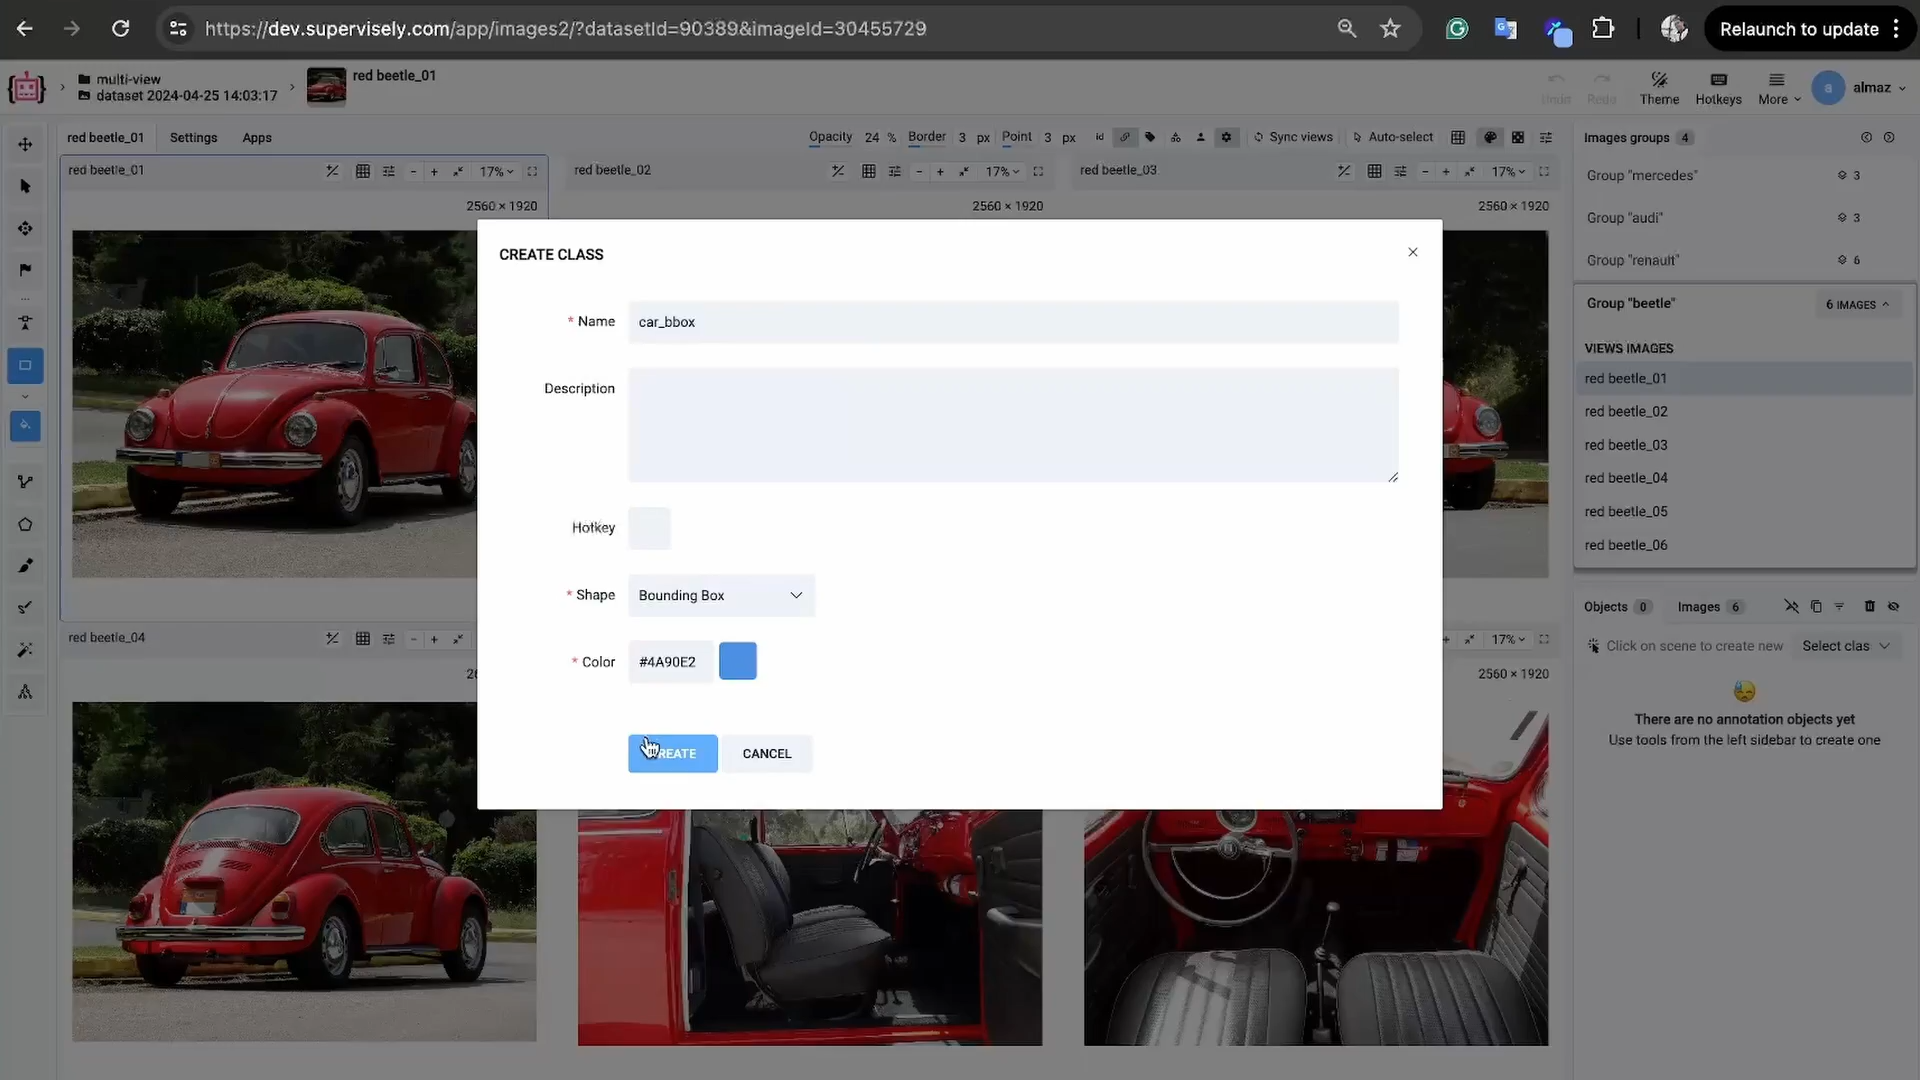 https://dev.supervisely.com/app/images2/?datasetId=90389&imageId=30455729
Relaunch to update
multi-view
dataset 2024-04-25 14:03:17
red beetle_01
Undo
Redo
Theme
Hotkeys
More
a
almaz
red beetle_01
Settings
Apps
Opacity 24 % Border 3 px Point 3 px
Id
Sync views
Auto-select
Images groups 4
red beetle_01
17%
red beetle_02
17%
red beetle_03
17%
2560 × 1920
2560 × 1920
2560 × 1920
Group "mercedes" 3
Group "audi" 3
Group "renault" 6
Group "beetle" 6 IMAGES
VIEWS IMAGES
red beetle_01
red beetle_02
red beetle_03
red beetle_04
red beetle_05
red beetle_06
CREATE CLASS
* Name car_bbox
Description
Hotkey
* Shape Bounding Box
* Color #4A90E2
CANCEL
Objects 0 Images 6
Click on scene to create new
Select clas
There are no annotation objects yet
Use tools from the left sidebar to create one
red beetle_04
17%
2560 × 1920